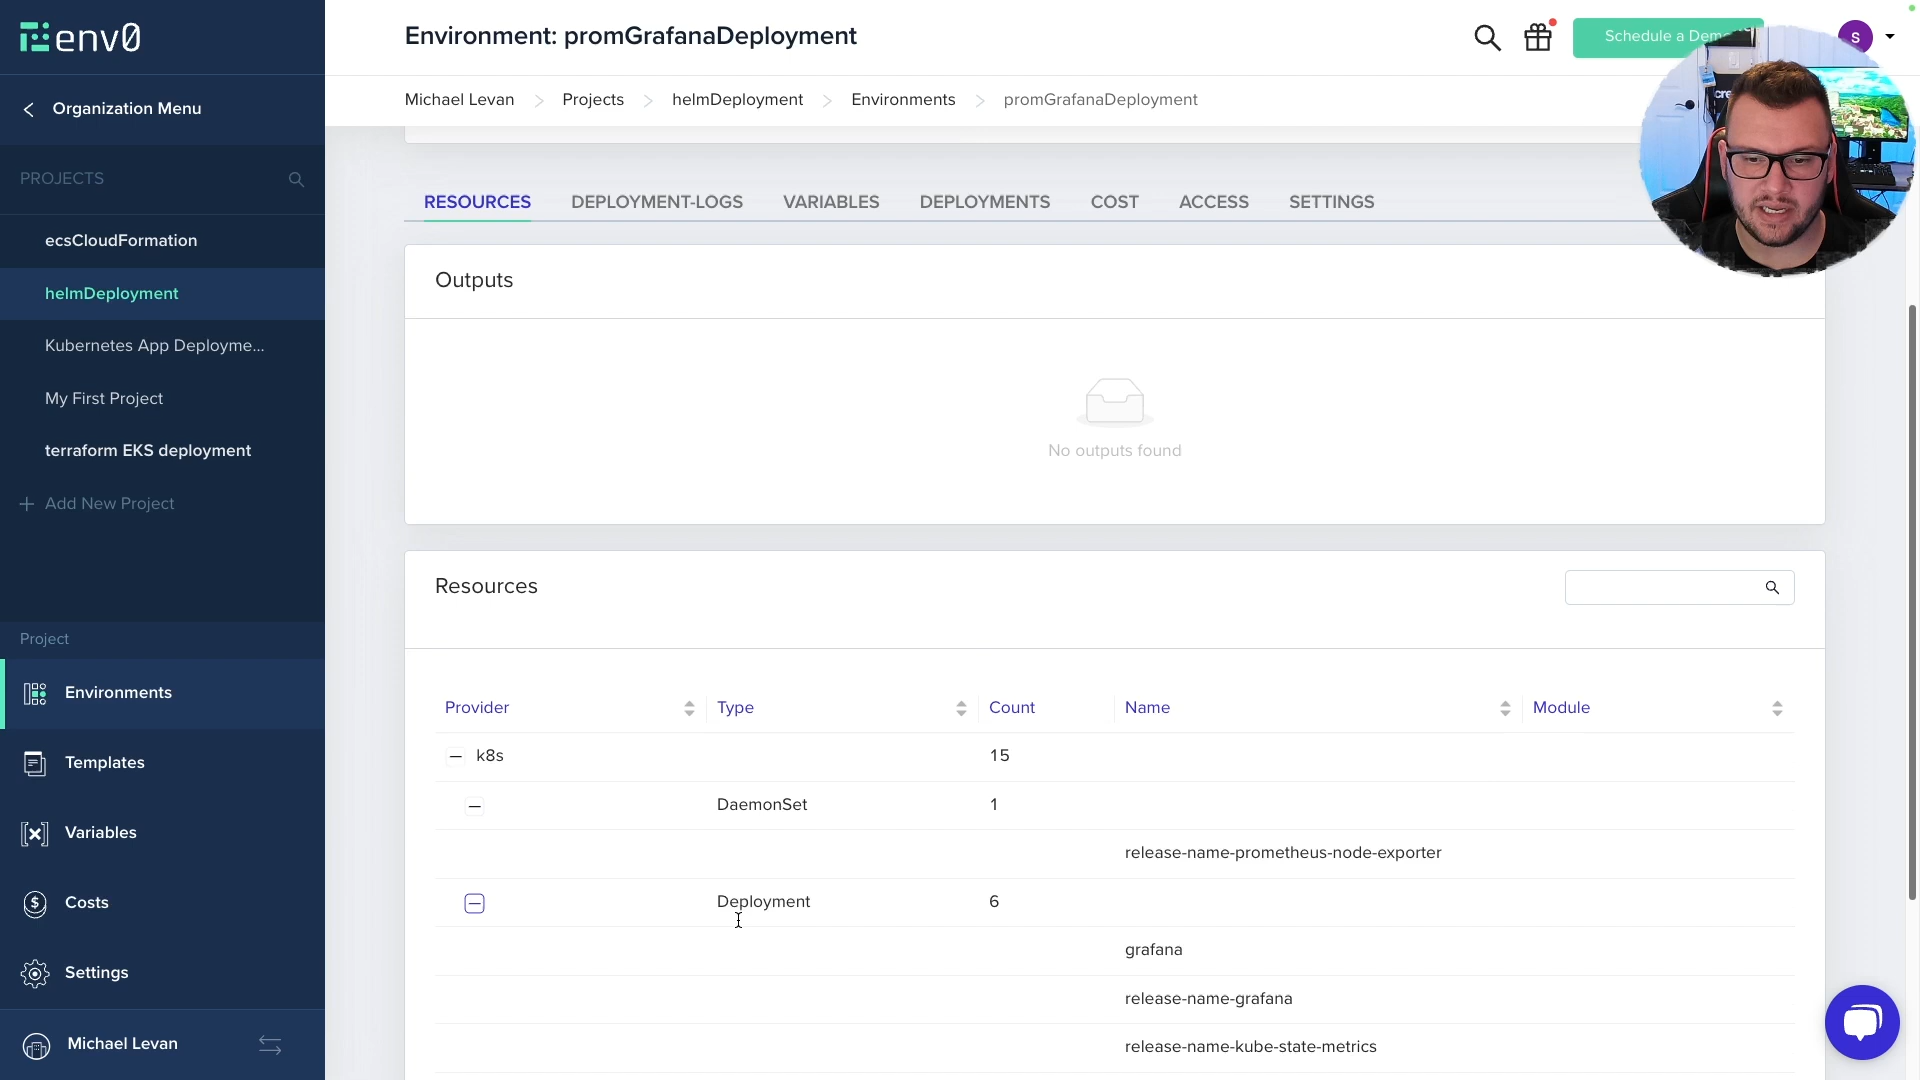 env0
Environment: promGrafanaDeployment
Schedule a Demo
S
Organization Menu
Michael Levan
Projects
helmDeployment
Environments
promGrafanaDeployment
PROJECTS
ecsCloudFormation
helmDeployment
Kubernetes App Deployme...
My First Project
terraform EKS deployment
Add New Project
Project
Environments
Templates
Variables
Costs
Settings
Michael Levan
RESOURCES
DEPLOYMENT-LOGS
VARIABLES
DEPLOYMENTS
COST
ACCESS
SETTINGS
Outputs
No outputs found
Resources
Provider
Type
Count
Name
Module
k8s
15
DaemonSet
1
release-name-prometheus-node-exporter
Deployment
6
grafana
release-name-grafana
release-name-kube-state-metrics